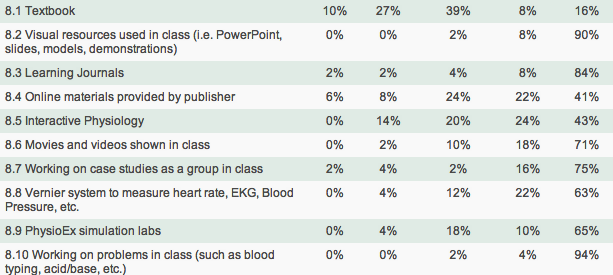 8.1 Textbook 10% 27% 39% 8% 16%
8.2 Visual resources used in class (i.e. PowerPoint, 0% 0% 2% 8% 90%
slides, models, demonstrations)
8.3 Learning Journals 2% 2% 4% 8% 84%
8.4 Online materials provided by publisher 6% 8% 24% 22% 41%
8.5 Interactive Physiology 0% 14% 20% 24% 43%
8.6 Movies and videos shown in class 0% 2% 10% 18% 71%
8.7 Working on case studies as a group in class 2% 4% 2% 16% 75%
8.8 Vernier system to measure heart rate, EKG, Blood 0% 4% 12% 22% 63%
Pressure, etc.
8.9 PhysioEx simulation labs 0% 4% 18% 10% 65%
8.10 Working on problems in class (such as blood 0% 0% 2% 4% 94%
typing, acid/base, etc.)